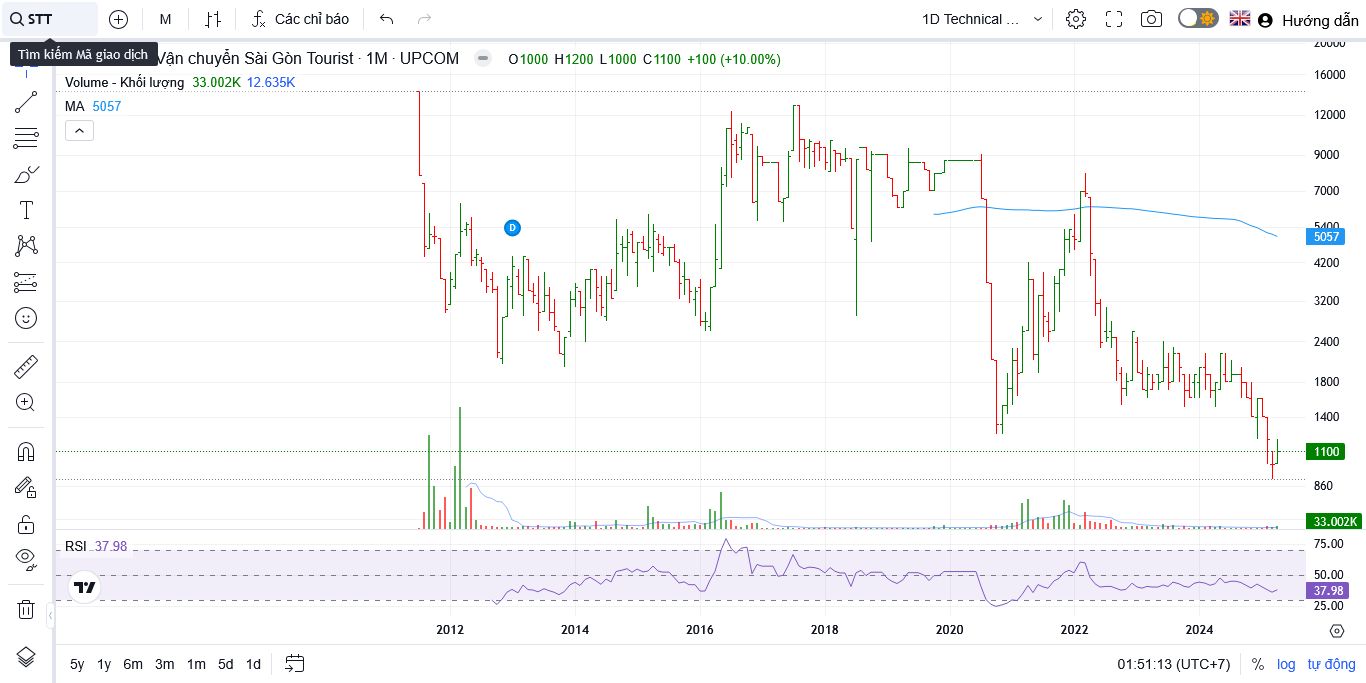 STT
M
Các chỉ báo
1D Technical ...
Hướng dẫn
Tìm kiếm Mã giao dịch
Vận chuyển Sài Gòn Tourist · 1M · UPCOM
O1000 H1200 L1000 C1100 +100 (+10.00%)
Volume - Khối lượng 33.002K 12.635K
MA 5057
D
20000
16000
12000
9000
7000
5400
5057
4200
3200
2400
1800
1400
1100
860
33.002K
RSI 37.98
75.00
50.00
37.98
25.00
2012 2014 2016 2018 2020 2022 2024
5y 1y 6m 3m 1m 5d 1d
01:51:13 (UTC+7) % log tự động